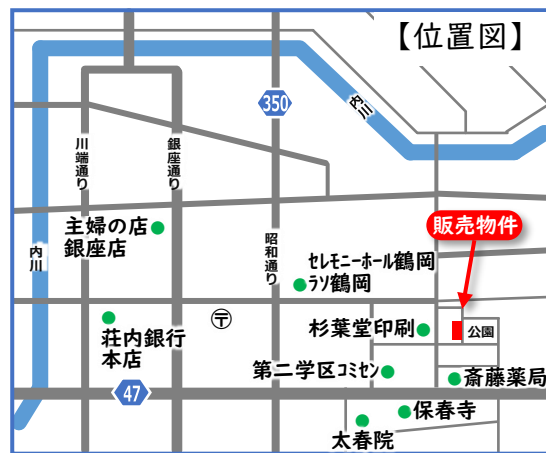 【位置図】
350
内川
川端通り
銀座通り
主婦の店
銀座店
昭和通り
内川
販売物件
セレモニーホール鶴岡
ラソ鶴岡
荘内銀行
本店
〒
杉葉堂印刷
公園
第二学区コミセン
斎藤薬局
47
保春寺
太春院